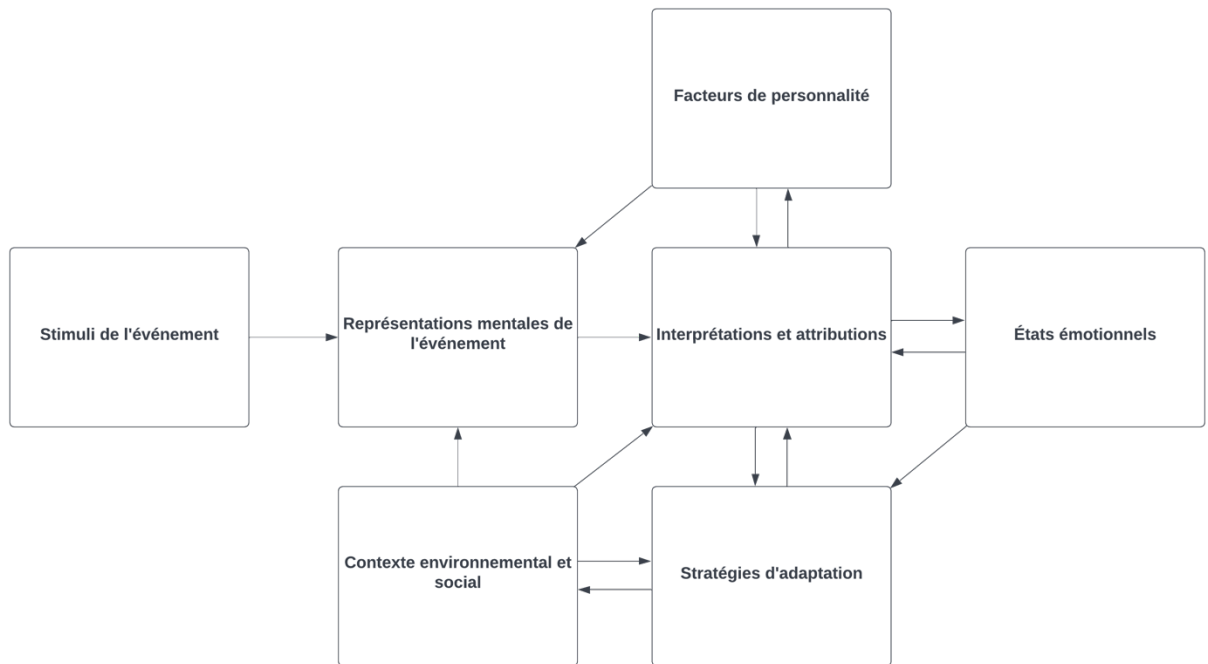 Facteurs de personnalité
Stimuli de l'événement
Représentations mentales de
l'événement
Interprétations et attributions
États émotionnels
Contexte environnemental et
social
Stratégies d'adaptation